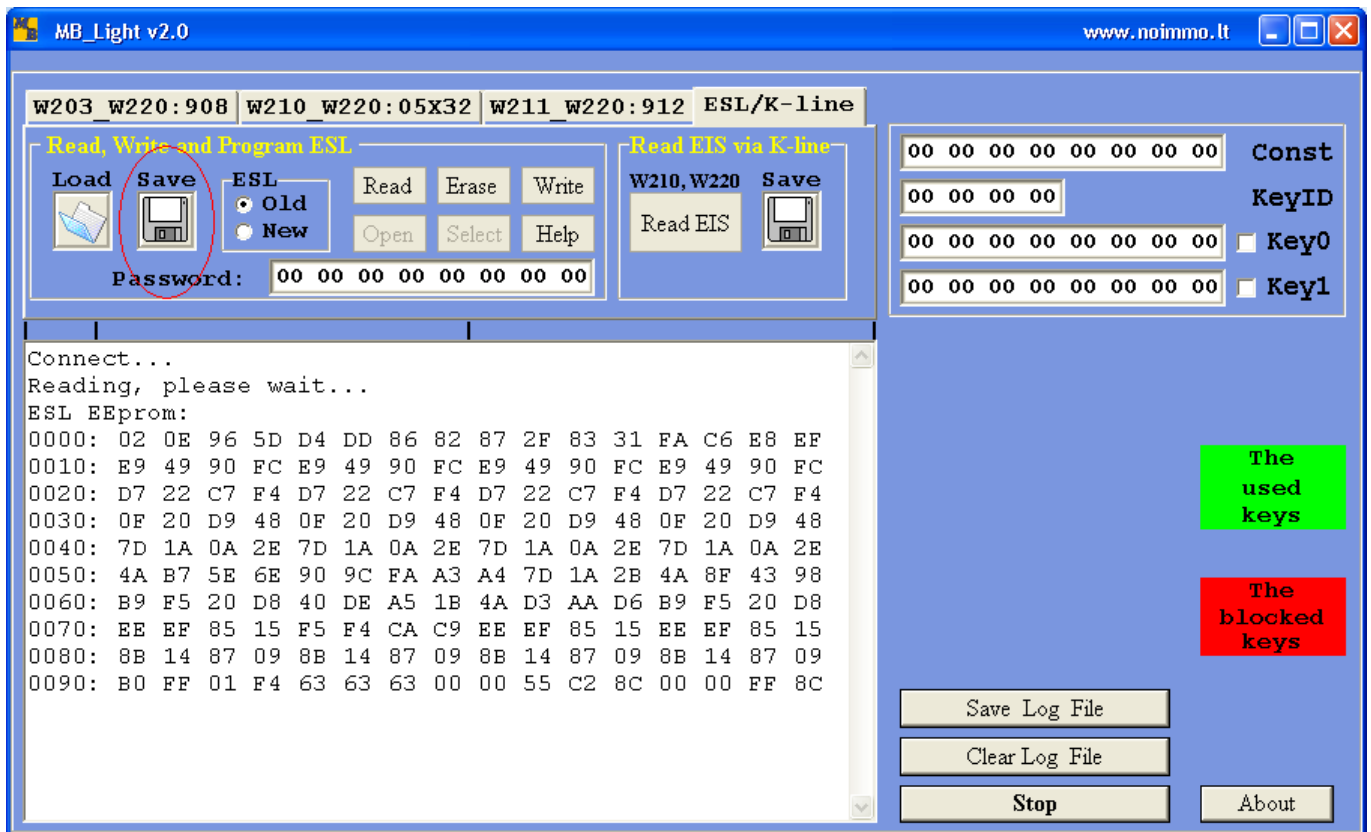 MB_Light v2.0 www.noimmo.lt
W203_W220:908 W210_W220:05X32 W211_W220:912 ESL/K-line
Read, Write and Program ESL
Load Save ESL
Old
New
Read Erase Write
Open Select Help
Password: 00 00 00 00 00 00 00 00
Read EIS via K-line
W210, W220 Save
Read EIS
00 00 00 00 00 00 00 00 Const
00 00 00 00 KeyID
00 00 00 00 00 00 00 00 Key0
00 00 00 00 00 00 00 00 Key1
Connect...
Reading, please wait...
ESL EEprom:
0000: 02 0E 96 5D D4 DD 86 82 87 2F 83 31 FA C6 E8 EF
0010: E9 49 90 FC E9 49 90 FC E9 49 90 FC E9 49 90 FC
0020: D7 22 C7 F4 D7 22 C7 F4 D7 22 C7 F4 D7 22 C7 F4
0030: 0F 20 D9 48 0F 20 D9 48 0F 20 D9 48 0F 20 D9 48
0040: 7D 1A 0A 2E 7D 1A 0A 2E 7D 1A 0A 2E 7D 1A 0A 2E
0050: 4A B7 5E 6E 90 9C FA A3 A4 7D 1A 2B 4A 8F 43 98
0060: B9 F5 20 D8 40 DE A5 1B 4A D3 AA D6 B9 F5 20 D8
0070: EE EF 85 15 F5 F4 CA C9 EE EF 85 15 EE EF 85 15
0080: 8B 14 87 09 8B 14 87 09 8B 14 87 09 8B 14 87 09
0090: B0 FF 01 F4 63 63 63 00 00 55 C2 8C 00 00 FF 8C
The
used
keys
The
blocked
keys
Save Log File
Clear Log File
Stop
About